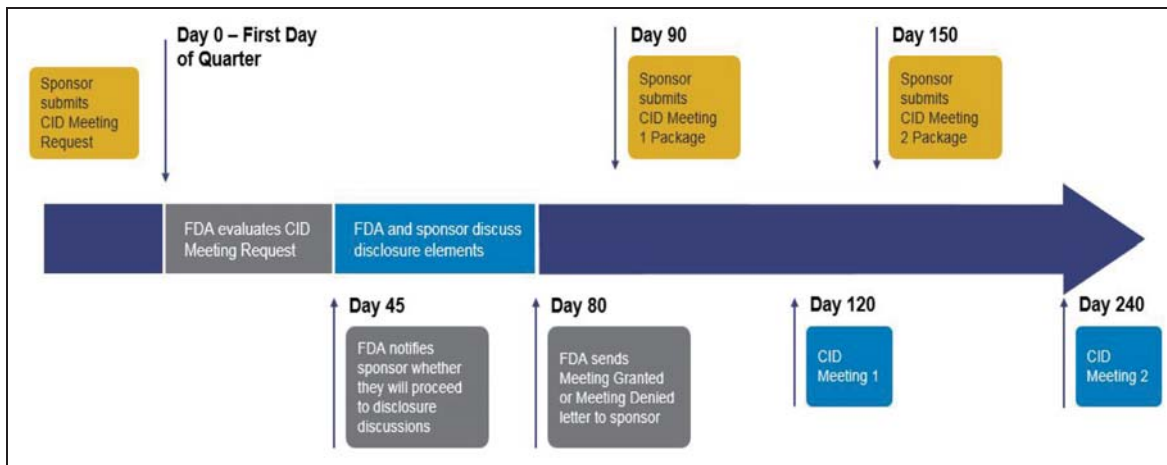 Day 0 – First Day
of Quarter
Day 90
Day 150
Sponsor
submits
CID Meeting
Request
Sponsor
submits
CID Meeting
1 Package
Sponsor
submits
CID Meeting
2 Package
FDA evaluates CID
Meeting Request
FDA and sponsor discuss
disclosure elements
Day 45
FDA notifies
sponsor whether
they will proceed
to disclosure
discussions
Day 80
FDA sends
Meeting Granted
or Meeting Denied
letter to sponsor
Day 120
CID
Meeting 1
Day 240
CID
Meeting 2